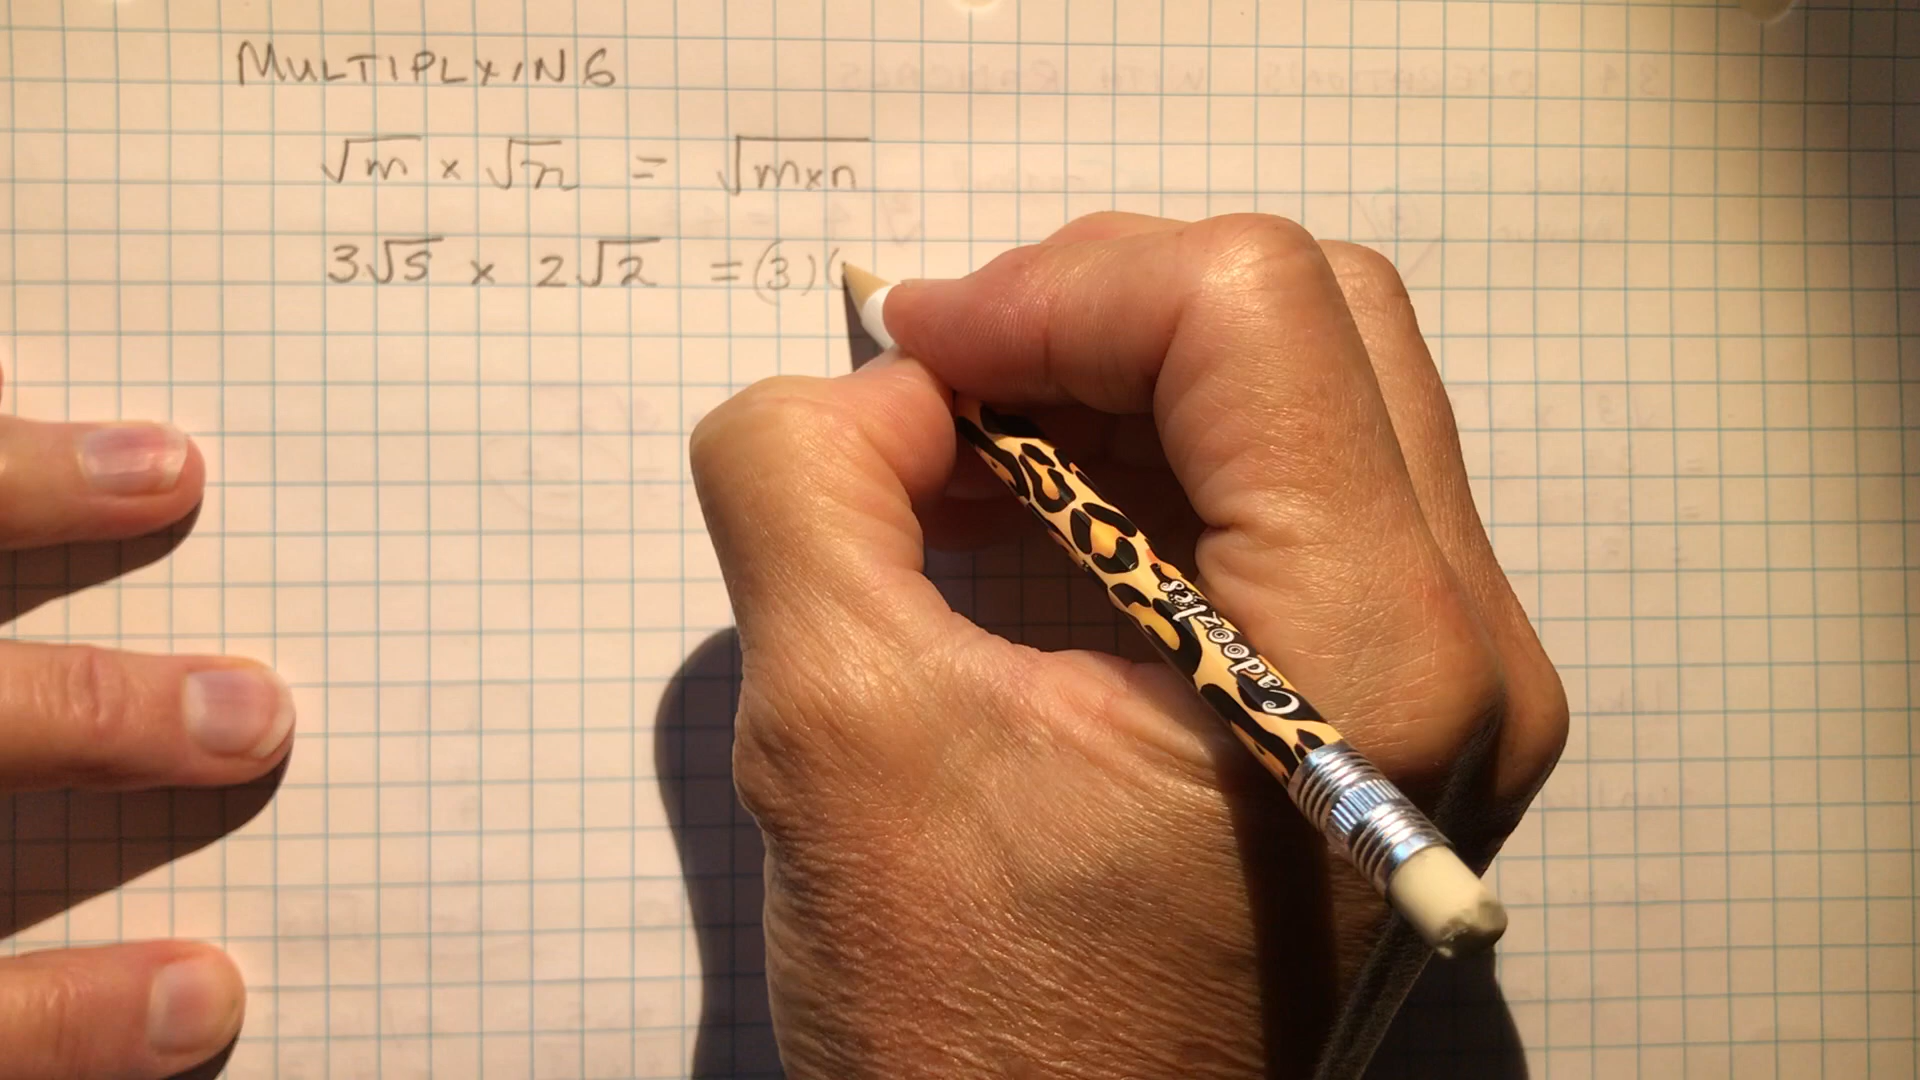 MULTIPLYING
√m × √n = √m×n
3√5 × 2√2 = (3)(
Cadoozles